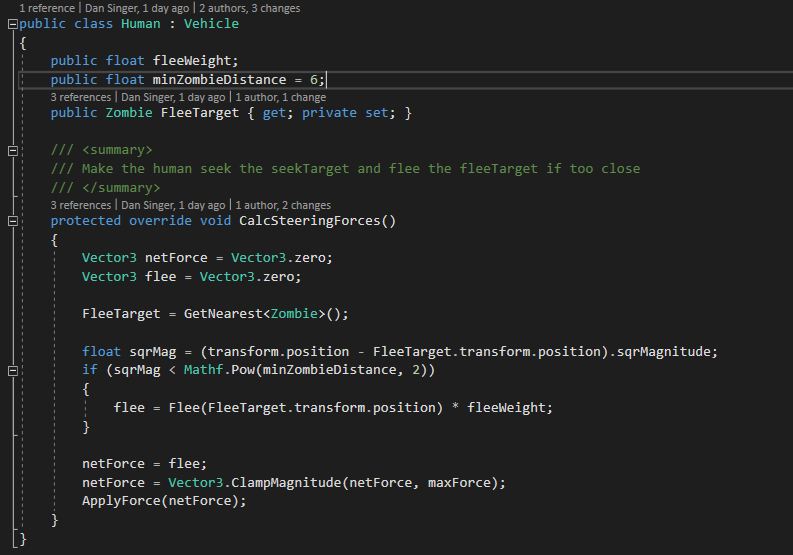 1 reference | Dan Singer, 1 day ago | 2 authors, 3 changes
public class Human : Vehicle
{
    public float fleeWeight;
    public float minZombieDistance = 6;
    3 references | Dan Singer, 1 day ago | 1 author, 1 change
    public Zombie FleeTarget { get; private set; }

    /// <summary>
    /// Make the human seek the seekTarget and flee the fleeTarget if too close
    /// </summary>
    3 references | Dan Singer, 1 day ago | 1 author, 2 changes
    protected override void CalcSteeringForces()
    {
        Vector3 netForce = Vector3.zero;
        Vector3 flee = Vector3.zero;

        FleeTarget = GetNearest<Zombie>();

        float sqrMag = (transform.position - FleeTarget.transform.position).sqrMagnitude;
        if (sqrMag < Mathf.Pow(minZombieDistance, 2))
        {
            flee = Flee(FleeTarget.transform.position) * fleeWeight;
        }

        netForce = flee;
        netForce = Vector3.ClampMagnitude(netForce, maxForce);
        ApplyForce(netForce);
    }
}